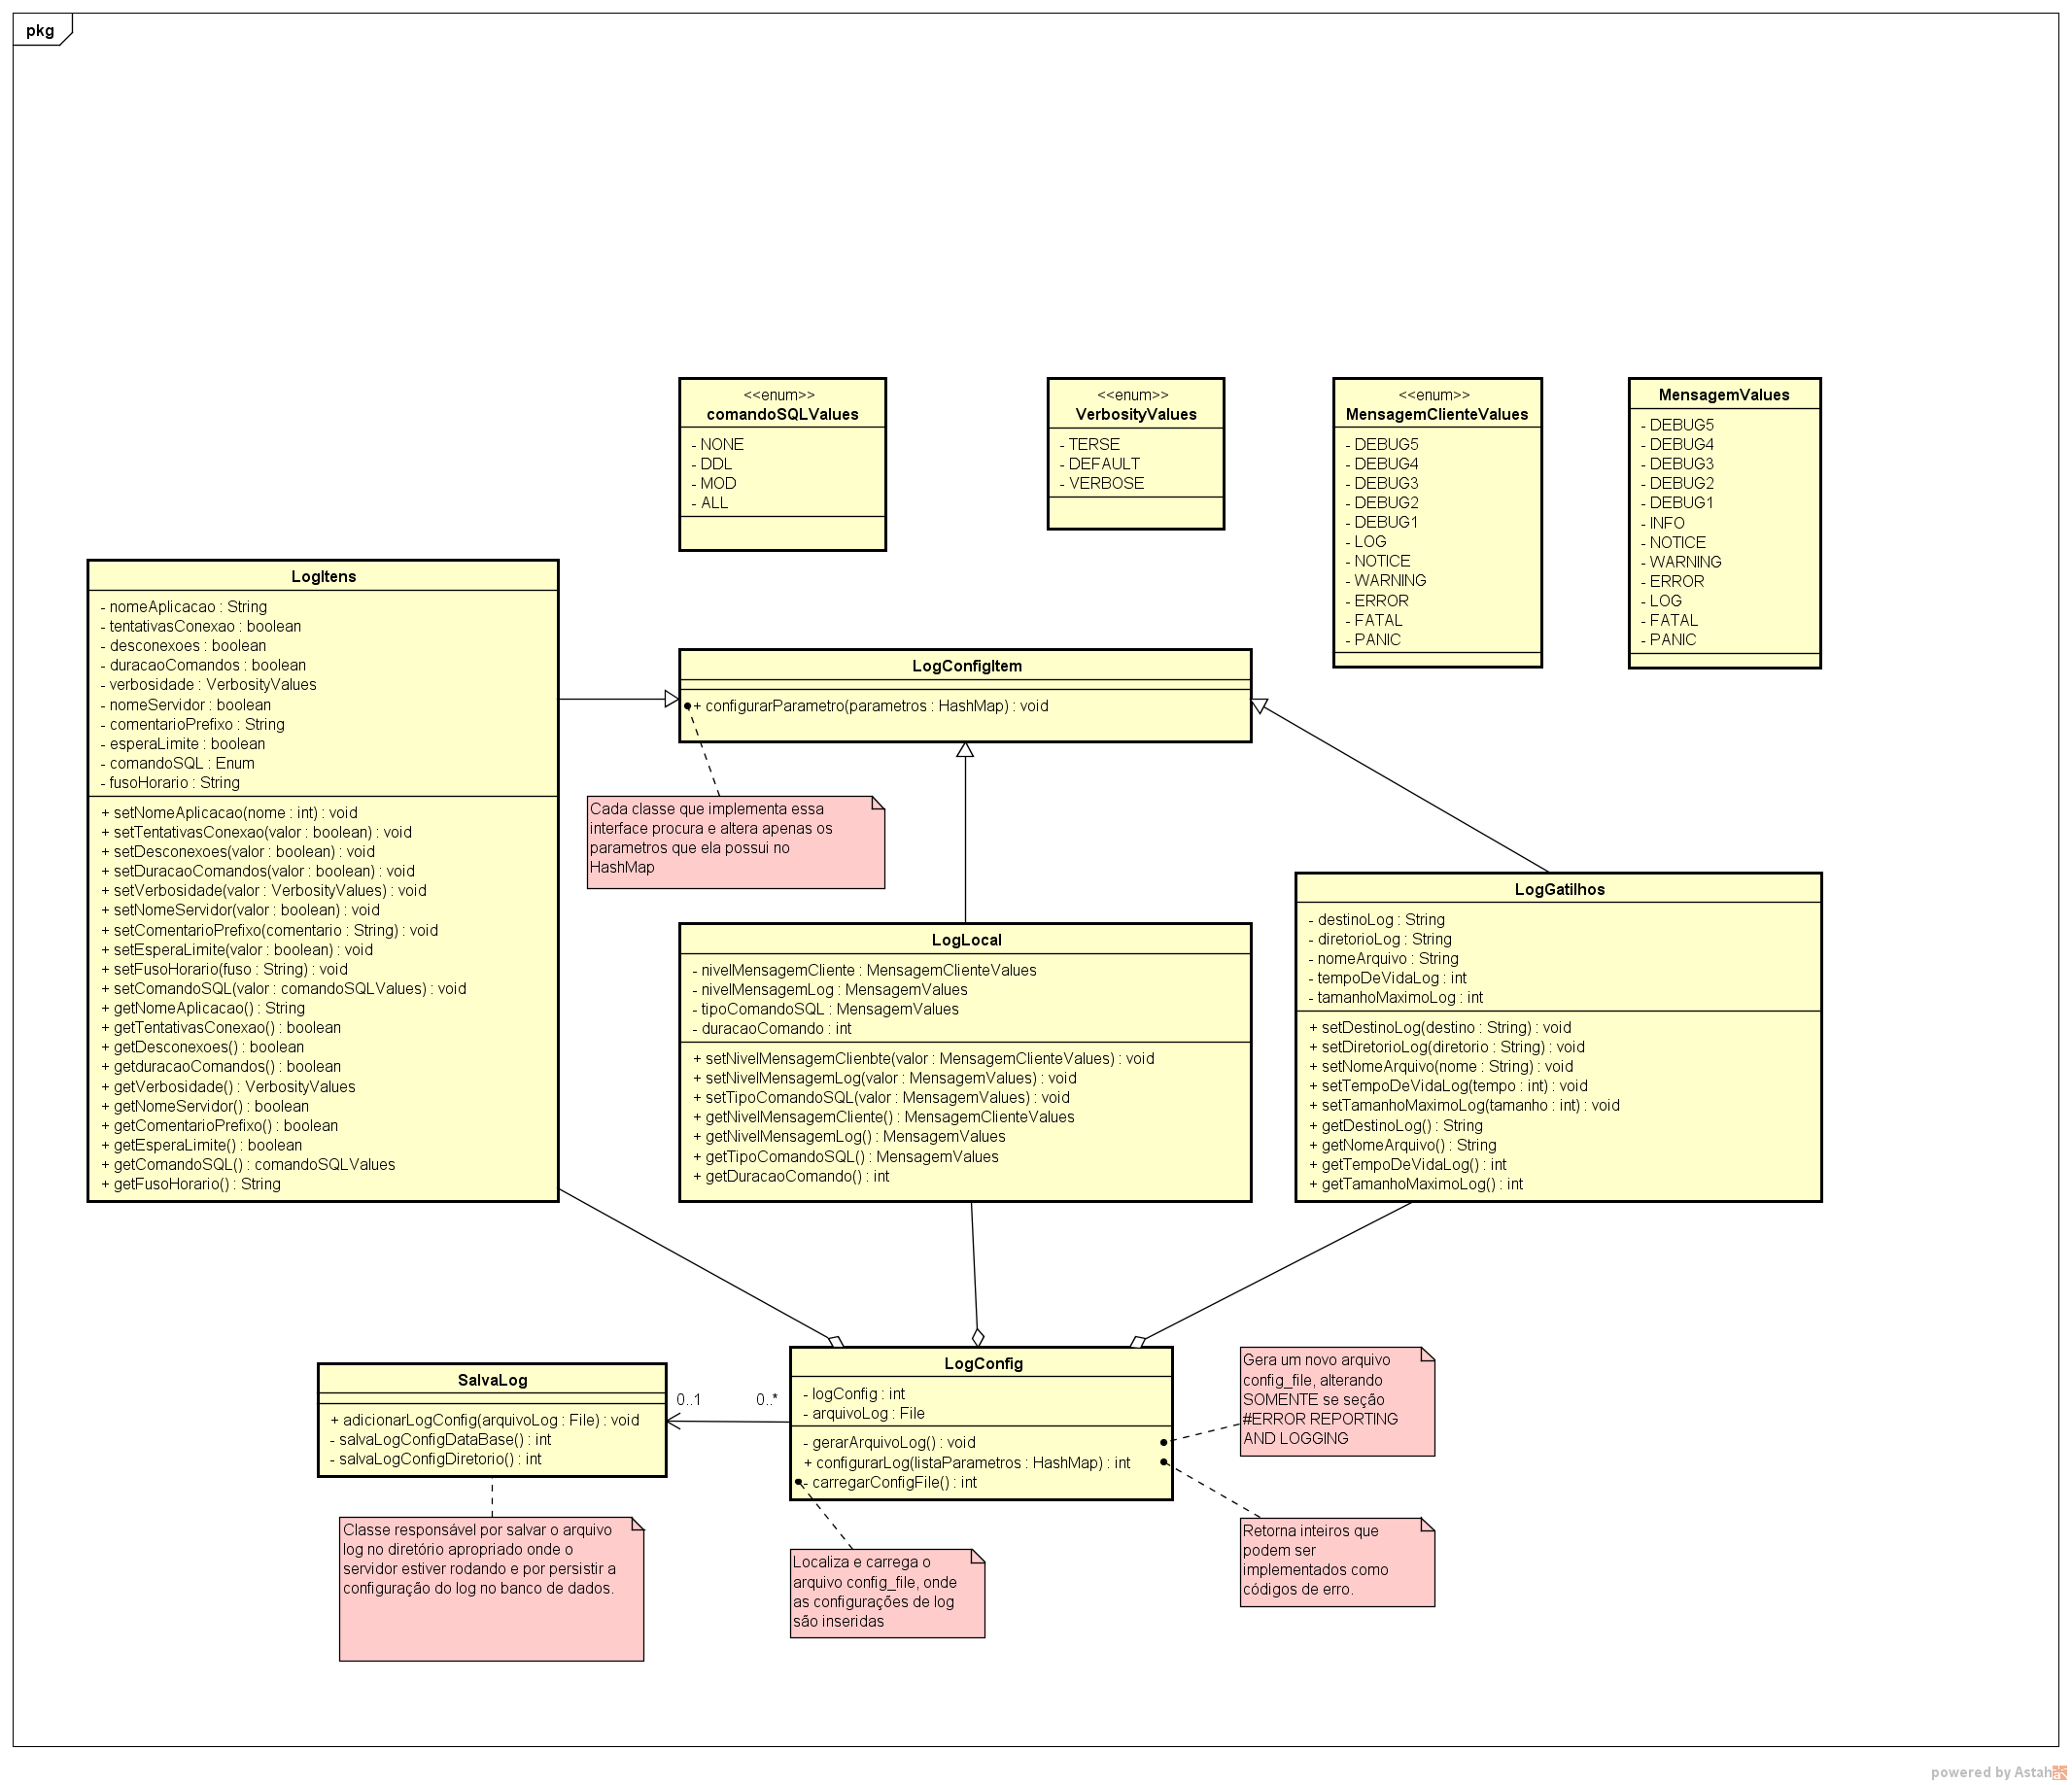 pkg
<<enum>>
comandoSQLValues
- NONE
- DDL
- MOD
- ALL
<<enum>>
VerbosityValues
- TERSE
- DEFAULT
- VERBOSE
<<enum>>
MensagemClienteValues
- DEBUG5
- DEBUG4
- DEBUG3
- DEBUG2
- DEBUG1
- LOG
- NOTICE
- WARNING
- ERROR
- FATAL
- PANIC
MensagemValues
- DEBUG5
- DEBUG4
- DEBUG3
- DEBUG2
- DEBUG1
- INFO
- NOTICE
- WARNING
- ERROR
- LOG
- FATAL
- PANIC
LogItens
- nomeAplicacao : String
- tentativasConexao : boolean
- desconexoes : boolean
- duracaoComandos : boolean
- verbosidade : VerbosityValues
- nomeServidor : boolean
- comentarioPrefixo : String
- esperaLimite : boolean
- comandoSQL : Enum
- fusoHorario : String
+ setNomeAplicacao(nome : int) : void
+ setTentativasConexao(valor : boolean) : void
+ setDesconexoes(valor : boolean) : void
+ setDuracaoComandos(valor : boolean) : void
+ setVerbosidade(valor : VerbosityValues) : void
+ setNomeServidor(valor : boolean) : void
+ setComentarioPrefixo(comentario : String) : void
+ setEsperaLimite(valor : boolean) : void
+ setFusoHorario(fuso : String) : void
+ setComandoSQL(valor : comandoSQLValues) : void
+ getNomeAplicacao() : String
+ getTentativasConexao() : boolean
+ getDesconexoes() : boolean
+ getduracaoComandos() : boolean
+ getVerbosidade() : VerbosityValues
+ getNomeServidor() : boolean
+ getComentarioPrefixo() : boolean
+ getEsperaLimite() : boolean
+ getComandoSQL() : comandoSQLValues
+ getFusoHorario() : String
LogConfigItem
+ configurarParametro(parametros : HashMap) : void
Cada classe que implementa essa
interface procura e altera apenas os
parametros que ela possui no
HashMap
LogLocal
- nivelMensagemCliente : MensagemClienteValues
- nivelMensagemLog : MensagemValues
- tipoComandoSQL : MensagemValues
- duracaoComando : int
+ setNivelMensagemClienbte(valor : MensagemClienteValues) : void
+ setNivelMensagemLog(valor : MensagemValues) : void
+ setTipoComandoSQL(valor : MensagemValues) : void
+ getNivelMensagemCliente() : MensagemClienteValues
+ getNivelMensagemLog() : MensagemValues
+ getTipoComandoSQL() : MensagemValues
+ getDuracaoComando() : int
LogGatilhos
- destinoLog : String
- diretorioLog : String
- nomeArquivo : String
- tempoDeVidaLog : int
- tamanhoMaximoLog : int
+ setDestinoLog(destino : String) : void
+ setDiretorioLog(diretorio : String) : void
+ setNomeArquivo(nome : String) : void
+ setTempoDeVidaLog(tempo : int) : void
+ setTamanhoMaximoLog(tamanho : int) : void
+ getDestinoLog() : String
+ getNomeArquivo() : String
+ getTempoDeVidaLog() : int
+ getTamanhoMaximoLog() : int
SalvaLog
+ adicionarLogConfig(arquivoLog : File) : void
- salvaLogConfigDataBase() : int
- salvaLogConfigDiretorio() : int
0..1
0..*
LogConfig
- logConfig : int
- arquivoLog : File
- gerarArquivoLog() : void
+ configurarLog(listaParametros : HashMap) : int
- carregarConfigFile() : int
Gera um novo arquivo
config_file, alterando
SOMENTE se seção
#ERROR REPORTING
AND LOGGING
Classe responsável por salvar o arquivo
log no diretório apropriado onde o
servidor estiver rodando e por persistir a
configuração do log no banco de dados.
Localiza e carrega o
arquivo config_file, onde
as configurações de log
são inseridas
Retorna inteiros que
podem ser
implementados como
códigos de erro.
powered by Astah